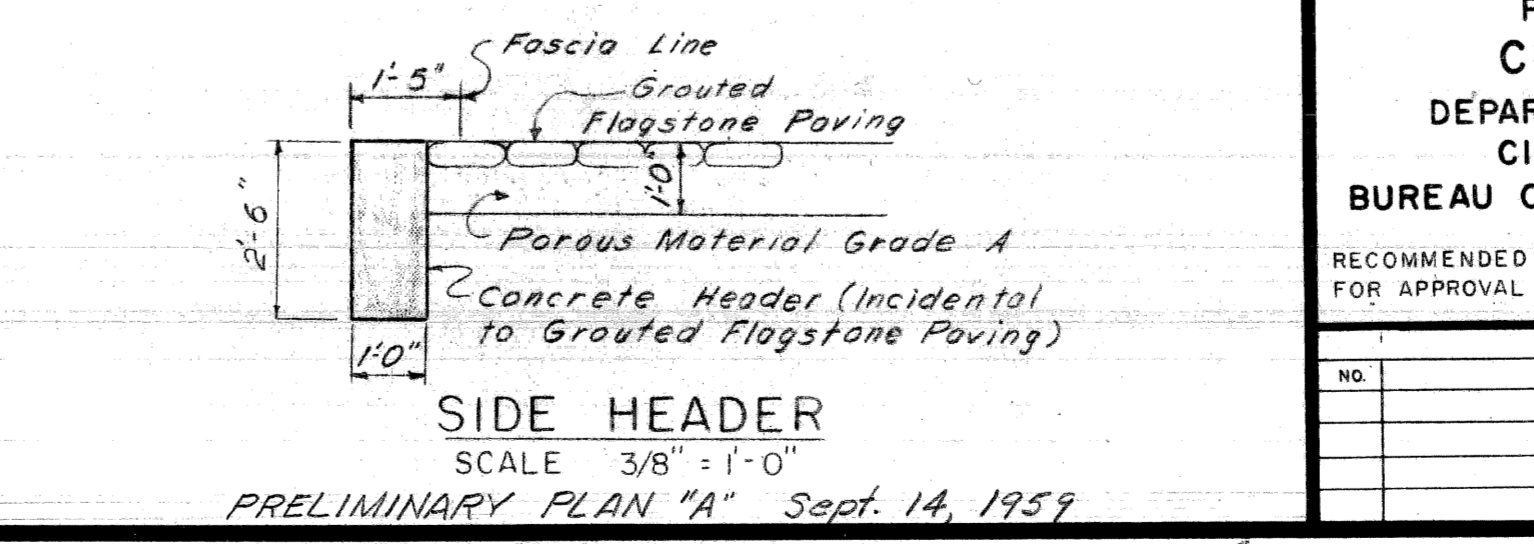 Fascia Line
1'-5"
Grouted
Flagstone Paving
1'-0"
2'-6"
Porous Material Grade A
Concrete Header (Incidental
to Grouted Flagstone Paving)
1'-0"
SIDE HEADER
SCALE 3/8" = 1'-0"
PRELIMINARY PLAN "A" Sept. 14, 1959
DEPAR
CI
BUREAU
RECOMMENDED
FOR APPROVAL
NO.